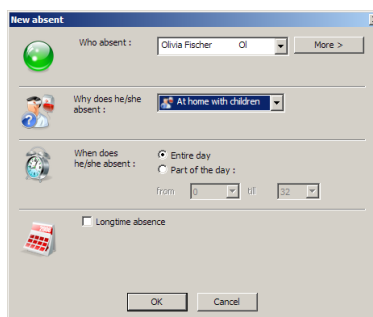 New absent
Who absent :
Olivia Fischer Ol
More >
Why does he/she
absent :
At home with children
When does
he/she absent :
Entire day
Part of the day :
from 0 till 32
Longtime absence
OK Cancel